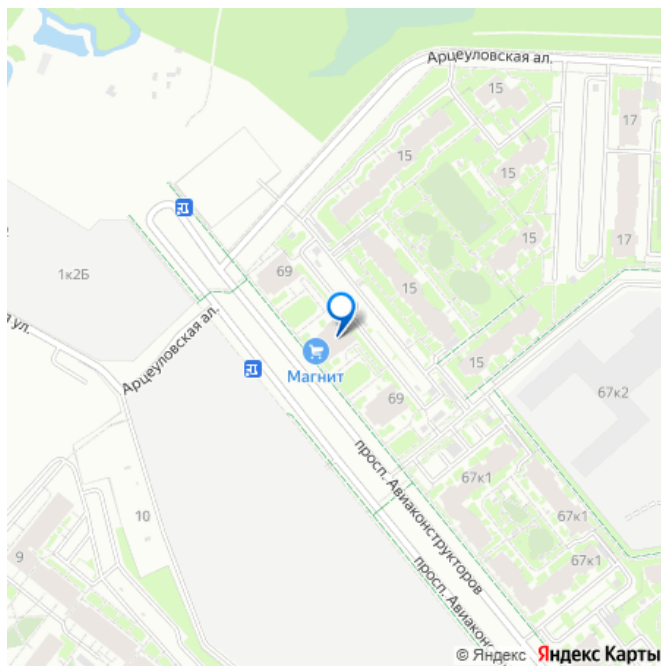 Арцеуловская ал.
15
17
15
15
15
17
1к2Б
69
15
Арцеуловская ал.
Магнит
15
69
67к2
просп. Авиаконструкторов
67к1
10
9
67к1
67к1
просп. Авиаконс
© Яндекс Яндекс Карты